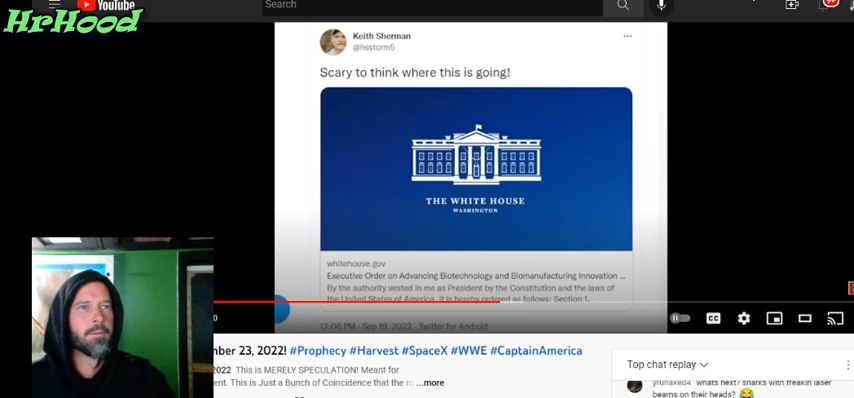 HrHood
YouTube
Search
9+
Keith Sherman
@hsstorm5
Scary to think where this is going!
THE WHITE HOUSE
WASHINGTON
whitehouse.gov
Executive Order on Advancing Biotechnology and Biomanufacturing Innovation ...
By the authority vested in me as President by the Constitution and the laws of
the United States of America, it is hereby ordered as follows: Section 1.
12:06 PM · Sep 19, 2022 · Twitter for Android
CC
mber 23, 2022! #Prophecy #Harvest #SpaceX #WWE #CaptainAmerica
2022 This is MERELY SPECULATION! Meant for
ent. This is Just a Bunch of Coincidence that the m ...more
Top chat replay
yrunaked4 whats next? sharks with freakin laser
beams on their heads?